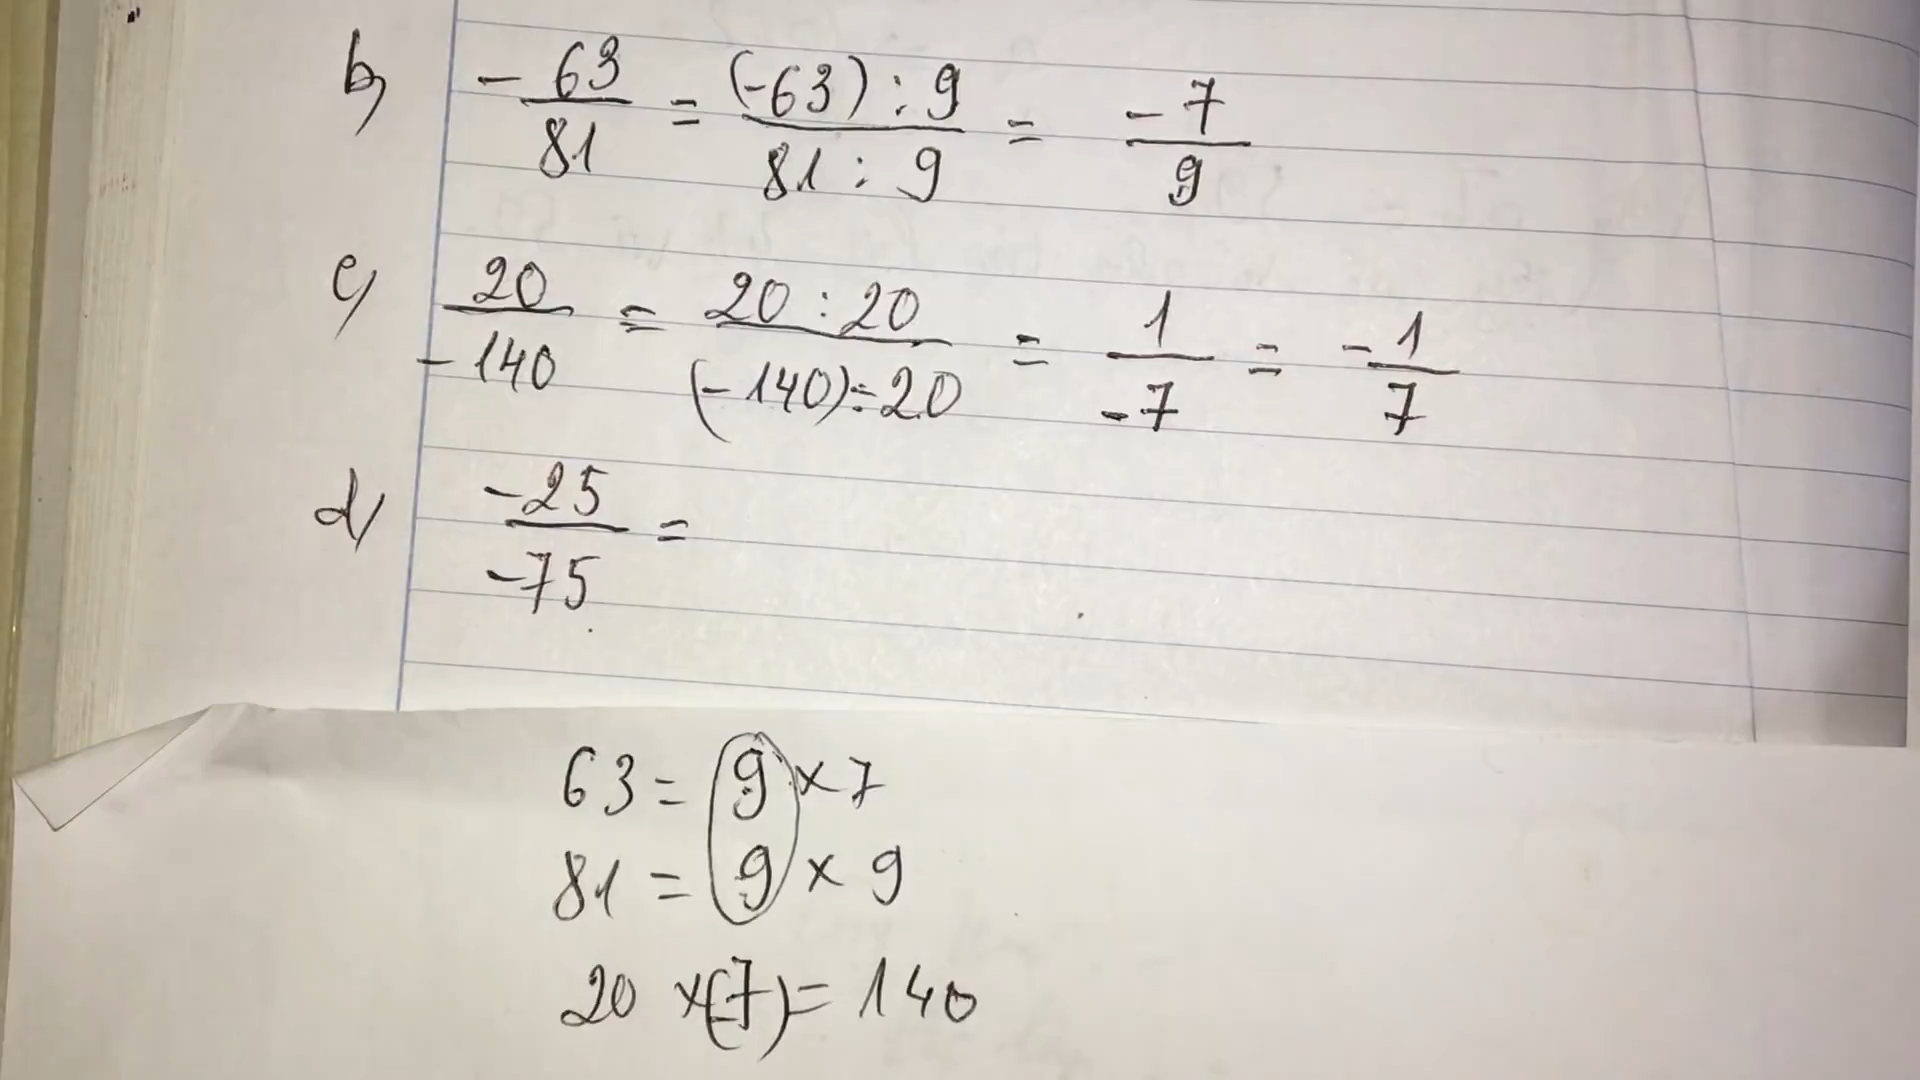 b) -63/81 = (-63) : 9/81 : 9 = -7/9
c) 20/-140 = 20 : 20/(-140) : 20 = 1/-7 = -1/7
d) -25/-75 =
63 = 9 x 7
81 = 9 x 9
20 x (-7) = 140